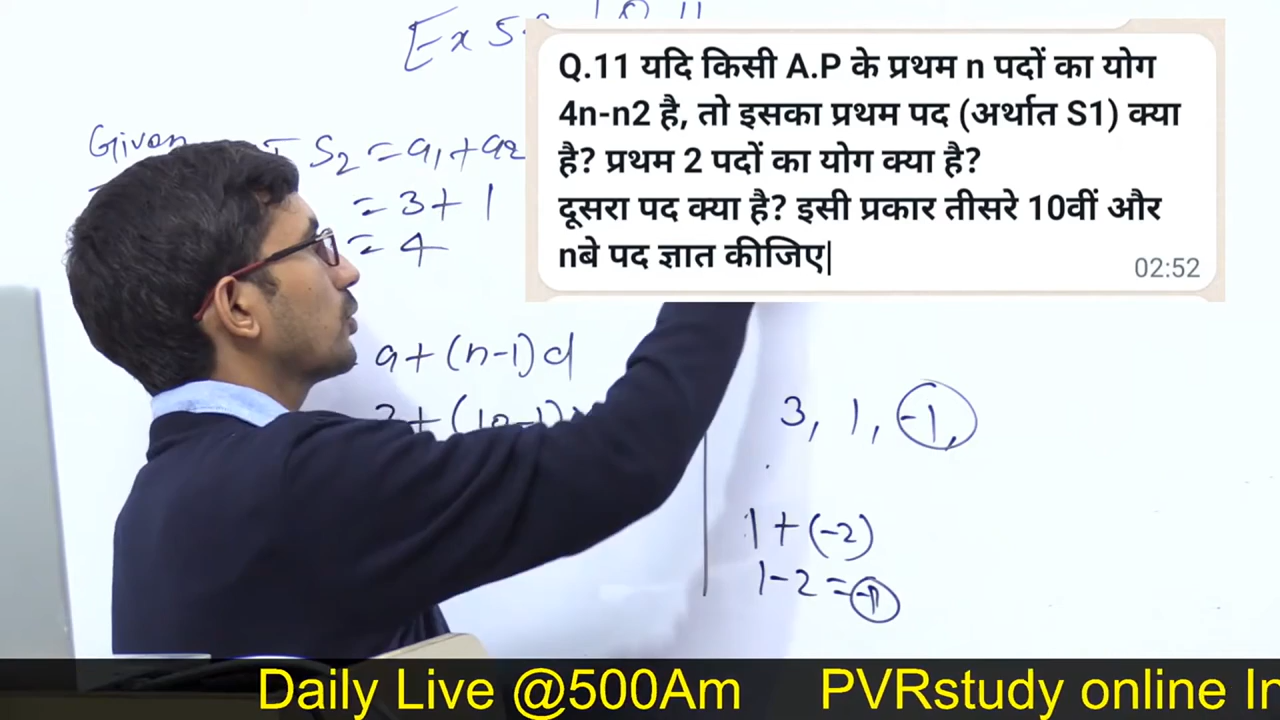 [Ex 5.
Q.11 यदि किसी A.P के प्रथम n पदों का योग
4n-n2 है, तो इसका प्रथम पद (अर्थात S1) क्या
है? प्रथम 2 पदों का योग क्या है?
दूसरा पद क्या है? इसी प्रकार तीसरे 10वीं और
nबे पद ज्ञात कीजिए|
02:52
Given
S2 = a1 + a2
= 3 + 1
= 4
a + (n-1) d
+ (10-1)
3, 1, -1,
1 + (-2)
1-2 = -1
Daily Live @500Am PVRstudy online In